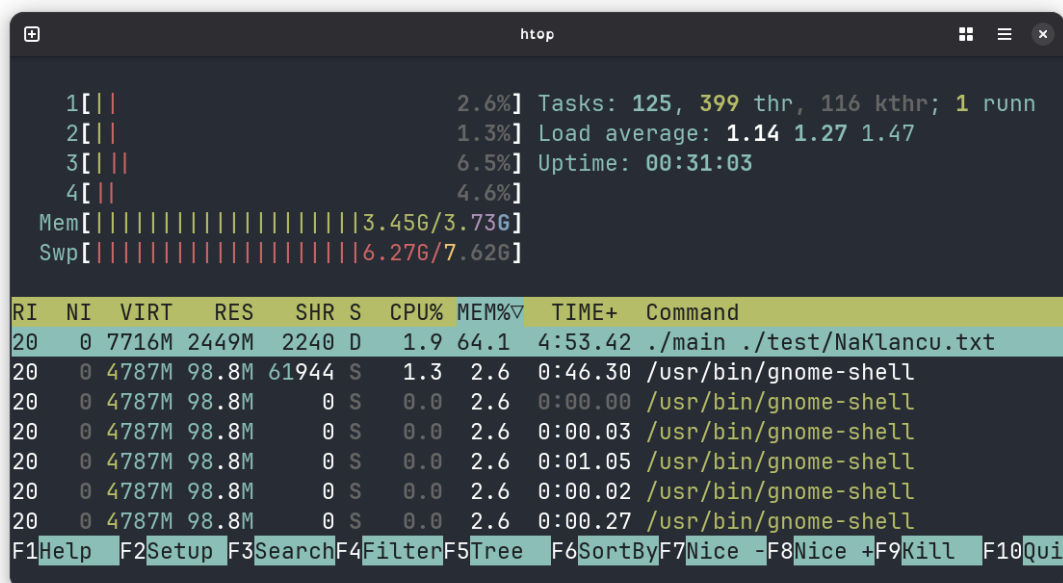 htop
1[|| 2.6%] Tasks: 125, 399 thr, 116 kthr; 1 runn
2[|| 1.3%] Load average: 1.14 1.27 1.47
3[||| 6.5%] Uptime: 00:31:03
4[|| 4.6%]
Mem[||||||||||||||||||||3.45G/3.73G]
Swp[||||||||||||||||||||6.27G/7.62G]
RI NI VIRT RES SHR S CPU% MEM%▽ TIME+ Command
20 0 7716M 2449M 2240 D 1.9 64.1 4:53.42 ./main ./test/NaKlancu.txt
20 0 4787M 98.8M 61944 S 1.3 2.6 0:46.30 /usr/bin/gnome-shell
20 0 4787M 98.8M 0 S 0.0 2.6 0:00.00 /usr/bin/gnome-shell
20 0 4787M 98.8M 0 S 0.0 2.6 0:00.03 /usr/bin/gnome-shell
20 0 4787M 98.8M 0 S 0.0 2.6 0:01.05 /usr/bin/gnome-shell
20 0 4787M 98.8M 0 S 0.0 2.6 0:00.02 /usr/bin/gnome-shell
20 0 4787M 98.8M 0 S 0.0 2.6 0:00.27 /usr/bin/gnome-shell
F1Help F2Setup F3SearchF4FilterF5Tree F6SortByF7Nice -F8Nice +F9Kill F10Qui